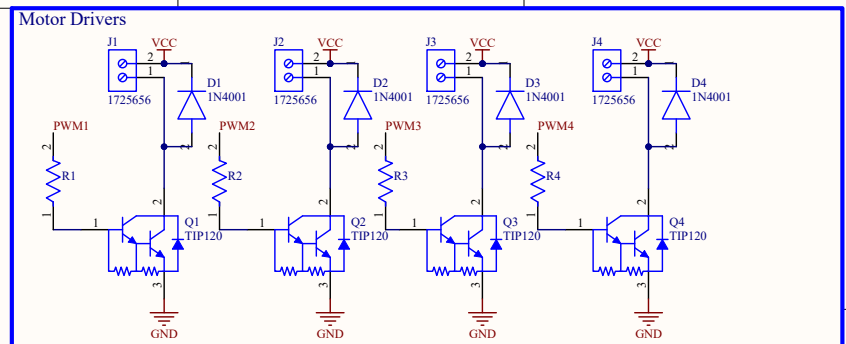 Motor Drivers
J1 VCC J2 VCC J3 VCC J4 VCC
2 1 2 1 2 1 2 1
1 1 1 1
D1 D2 D3 D4
1N4001 1N4001 1N4001 1N4001
1725656 1725656 1725656 1725656
PWM1 PWM2 PWM3 PWM4
2 2 2 2 2 2 2 2
R1 R2 R3 R4
2 2 2 2
1 1 1 1 1 1 1 1
Q1 Q2 Q3 Q4
TIP120 TIP120 TIP120 TIP120
3 3 3 3
GND GND GND GND